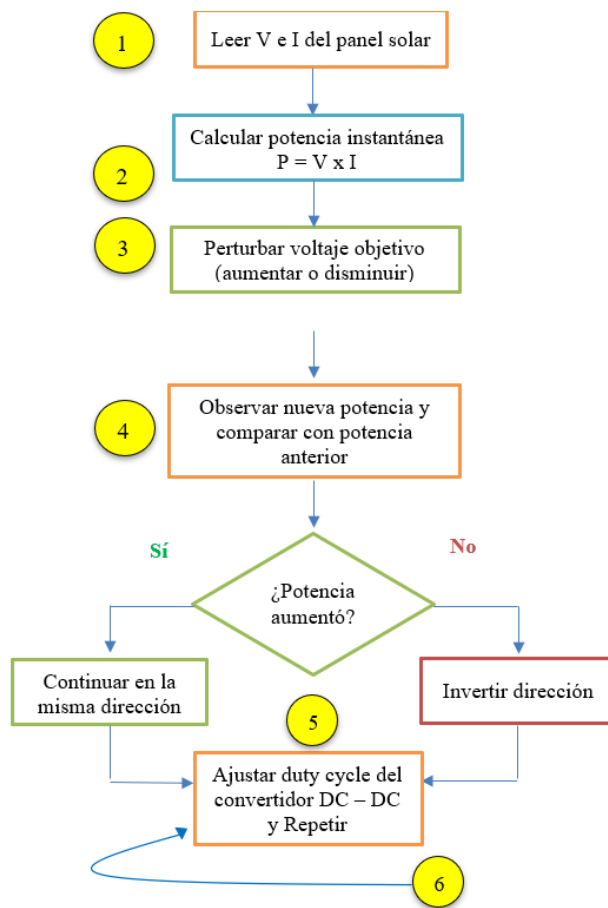 1
Leer V e I del panel solar
Calcular potencia instantánea
P = V x I
2
3
Perturbar voltaje objetivo
(aumentar o disminuir)
4
Observar nueva potencia y
comparar con potencia
anterior
Sí
No
¿Potencia
aumentó?
Continuar en la
misma dirección
Invertir dirección
5
Ajustar duty cycle del
convertidor DC – DC
y Repetir
6